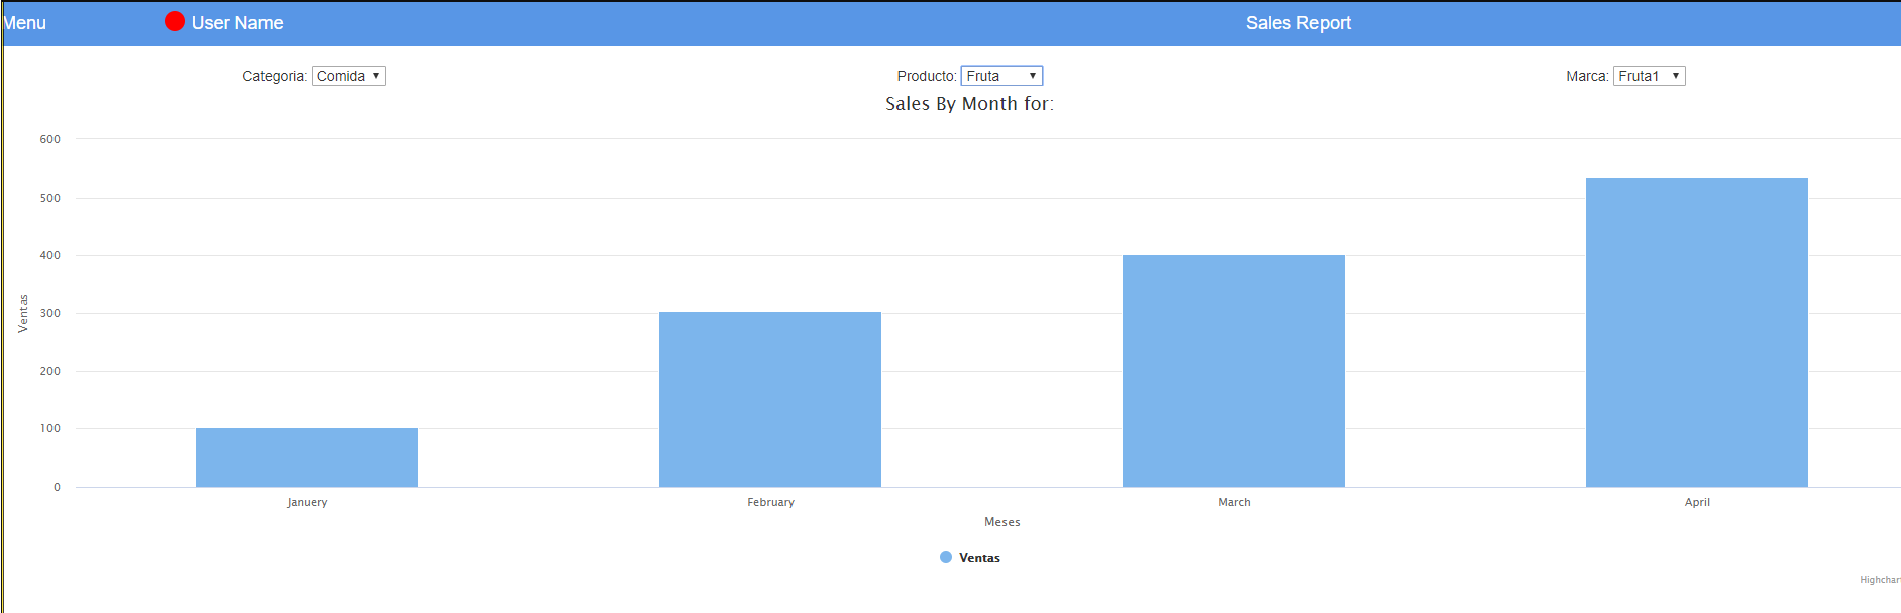 Menu User Name Sales Report
Categoria: Comida Producto: Fruta Marca: Fruta1
Sales By Month for:
600
500
400
300
200
100
0
Ventas
Januery February March April
Meses
Ventas